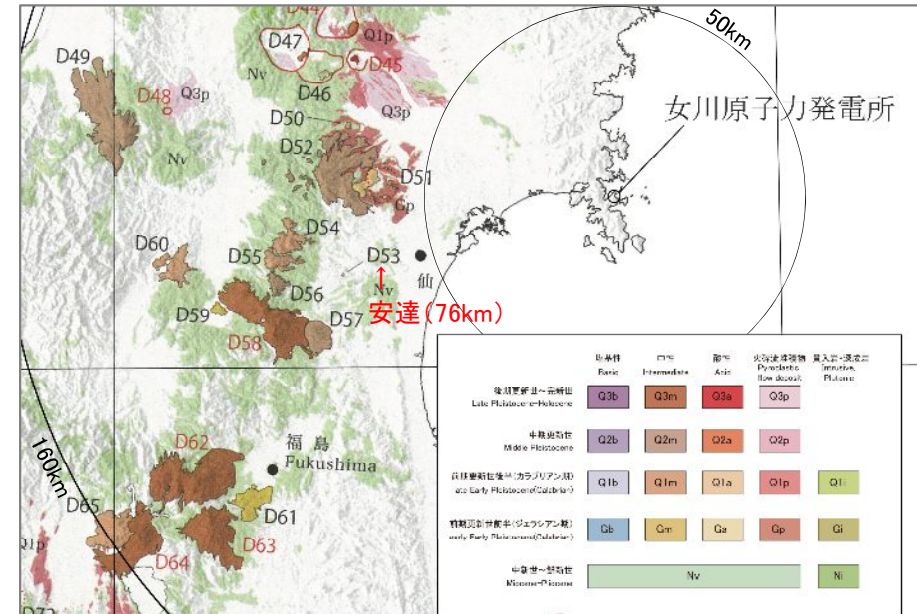 D44
50km
D49
D47
Q1p
D45
Nv
D48
Q3p
D46
Q3p
女川原子力発電所
D50
D52
Nv
D51
Gp
D54
D60
D55
D53
仙
D56
Nv
↑
安達(76km)
D59
D57
D58
塩基性
中性
酸性
火砕流堆積物
貫入岩・深成岩
Basic
Intermediate
Acid
Pyroclastic flow deposit
Intrusive, Plutonic
後期更新世~完新世
Late Pleistocene-Holocene
Q3b
Q3m
Q3a
Q3p
中期更新世
Middle Pleistocene
Q2b
Q2m
Q2a
Q2p
前期更新世後半(カラブリアン期)
ate Early Pleistocene(Calabrian)
Q1b
Q1m
Q1a
Q1p
Q1i
前期更新世前半(ジェラシアン期)
Gb
Gm
Ga
Gp
Gi
中新世~鮮新世
Miocene-Pliocene
Nv
Ni
D62
福島
Fukushima
160km
D65
D61
Q1p
D64
D63
D72